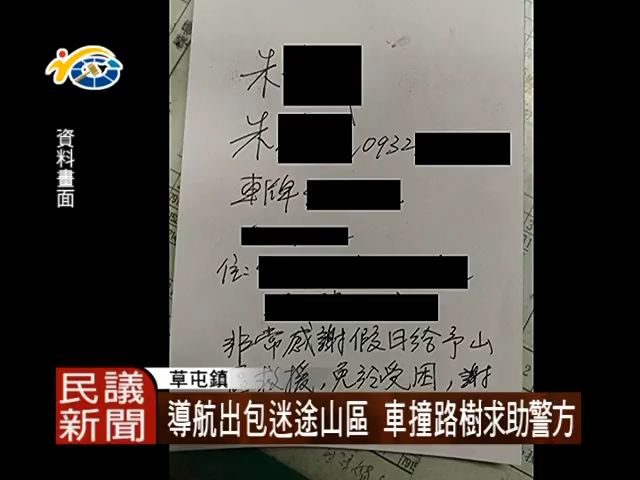 朱
朱 0932
車牌
住:
非常感謝假日給予山
區救援,免於受困,謝
資料畫面
草屯鎮
民議新聞
導航出包迷途山區 車撞路樹求助警方